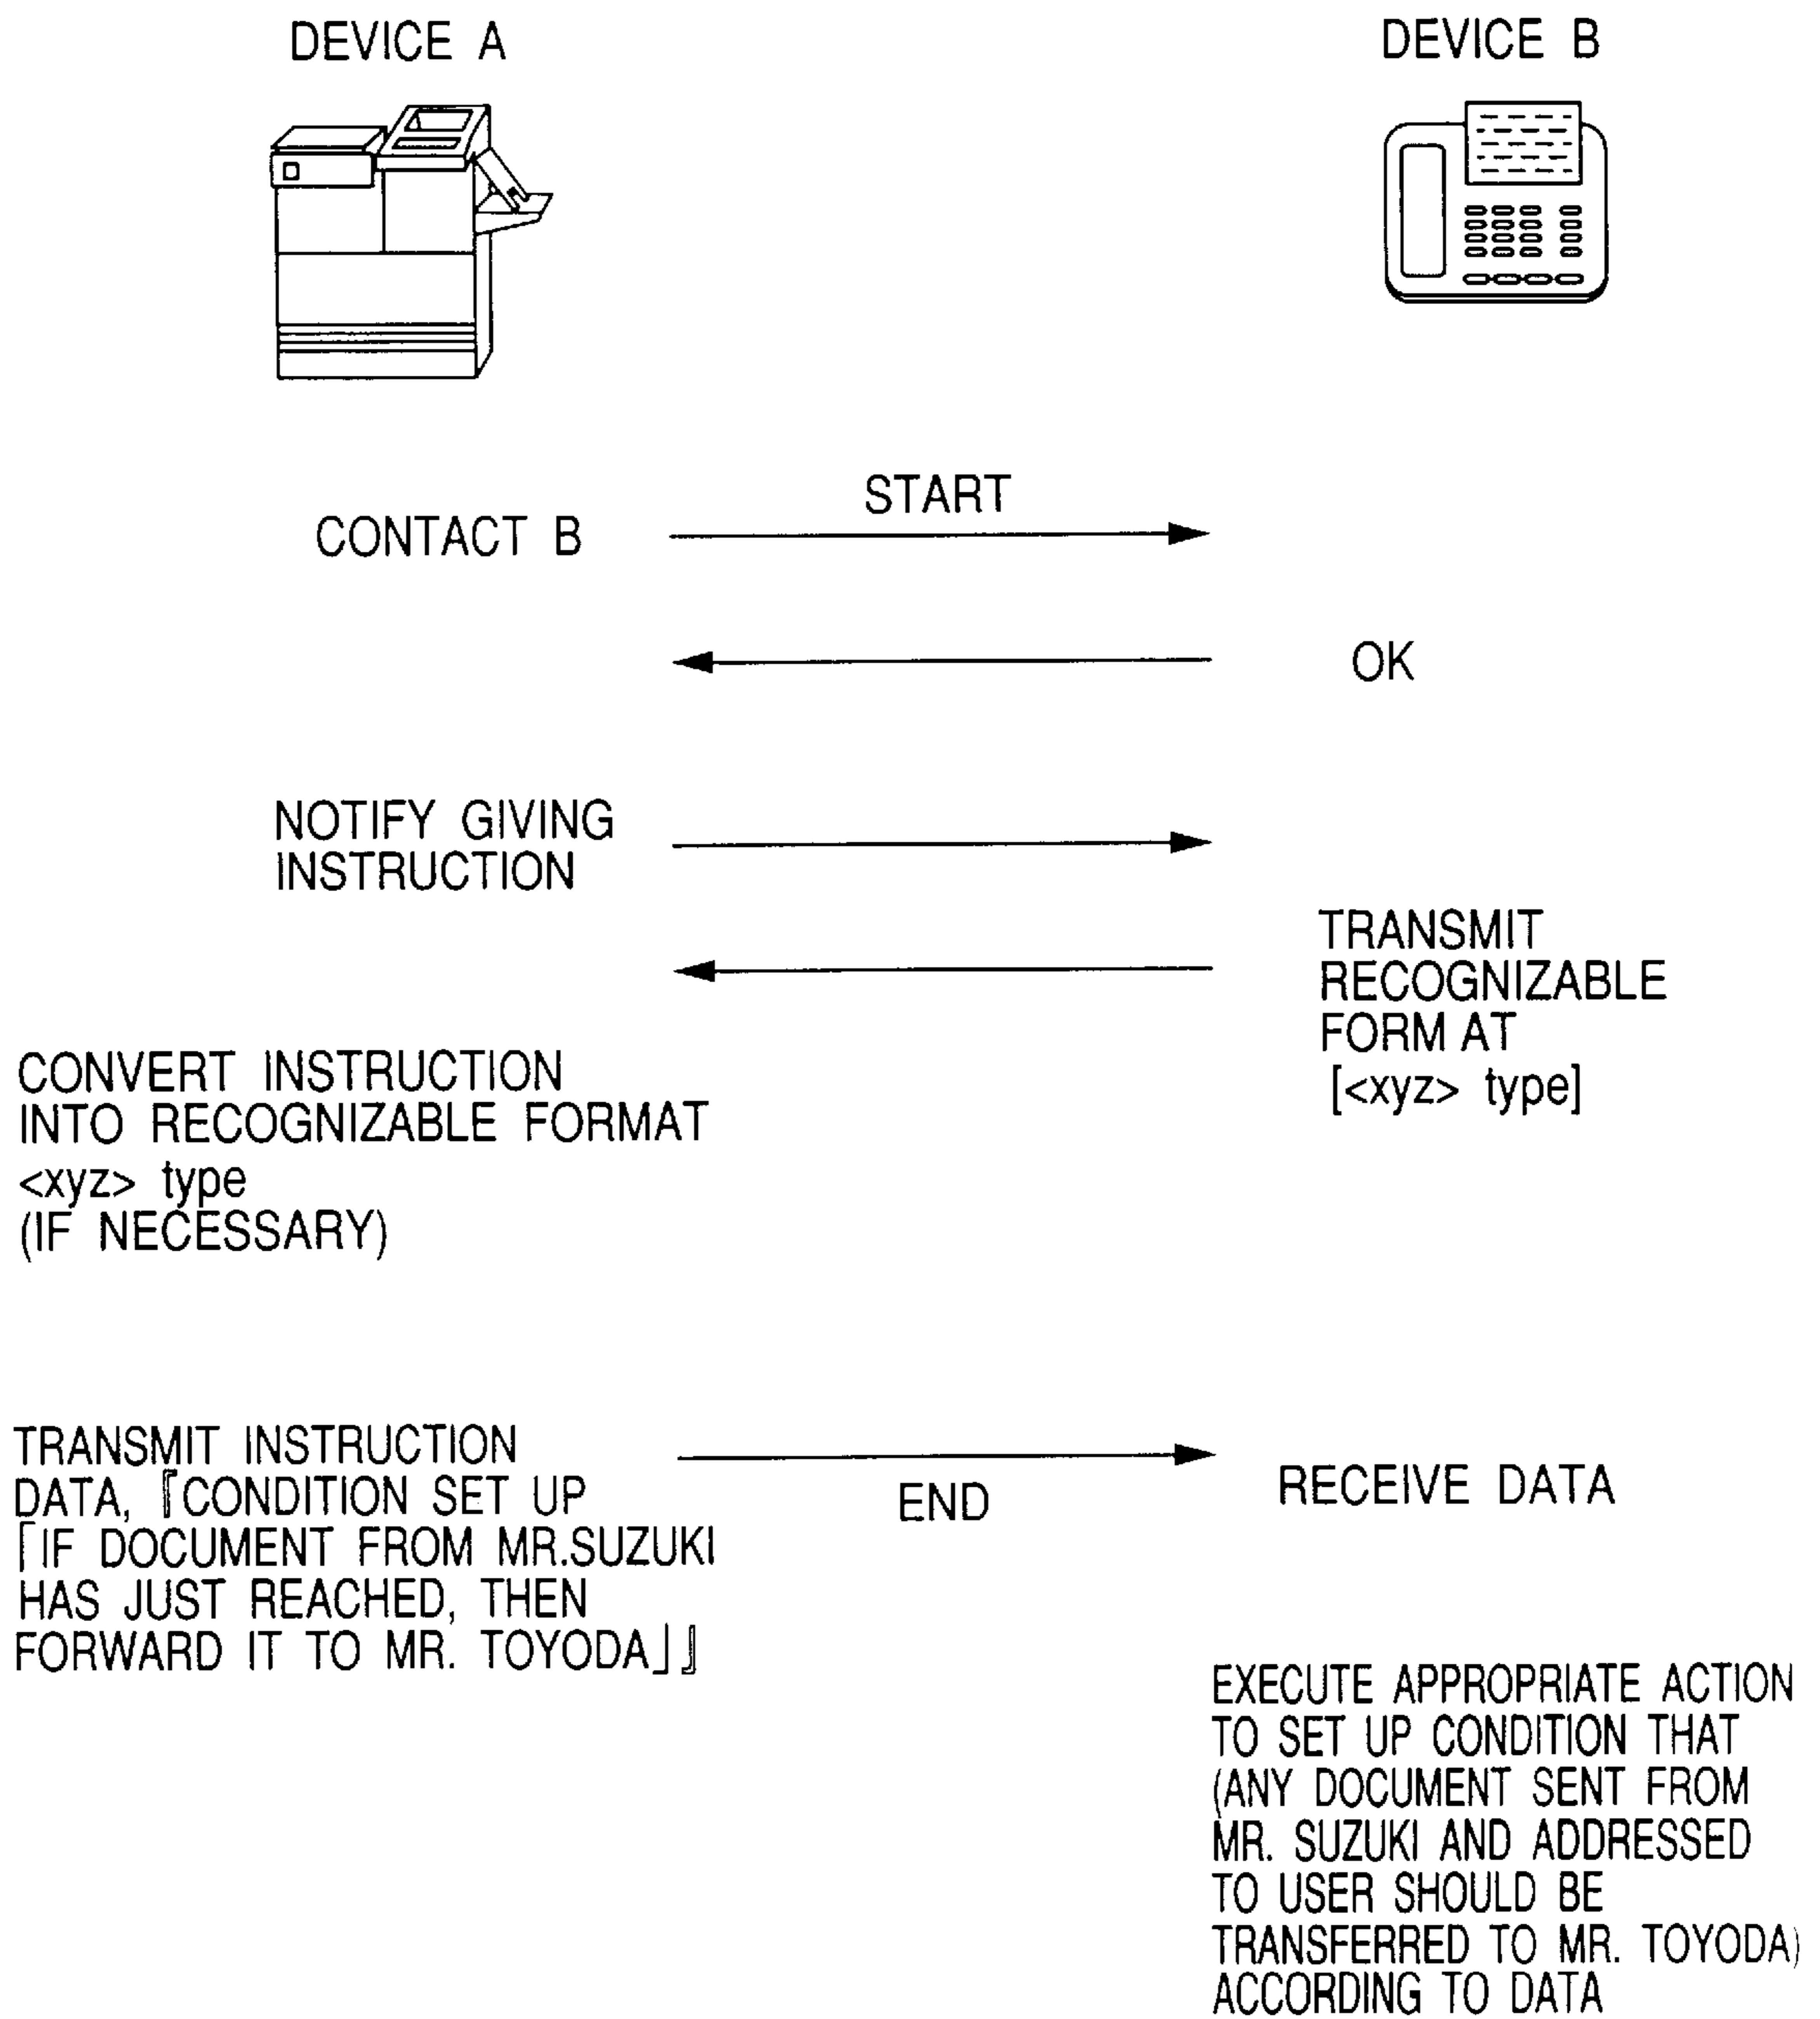 DEVICE A
DEVICE B
START
CONTACT B
OK
NOTIFY GIVING
INSTRUCTION
TRANSMIT
RECOGNIZABLE
FORM AT
[<xyz> type]
CONVERT INSTRUCTION
INTO RECOGNIZABLE FORMAT
<xyz> type
(IF NECESSARY)
TRANSMIT INSTRUCTION
DATA, 『CONDITION SET UP
「IF DOCUMENT FROM MR.SUZUKI
HAS JUST REACHED, THEN
FORWARD IT TO MR. TOYODA」』
END
RECEIVE DATA
EXECUTE APPROPRIATE ACTION
TO SET UP CONDITION THAT
(ANY DOCUMENT SENT FROM
MR. SUZUKI AND ADDRESSED
TO USER SHOULD BE
TRANSFERRED TO MR. TOYODA)
ACCORDING TO DATA